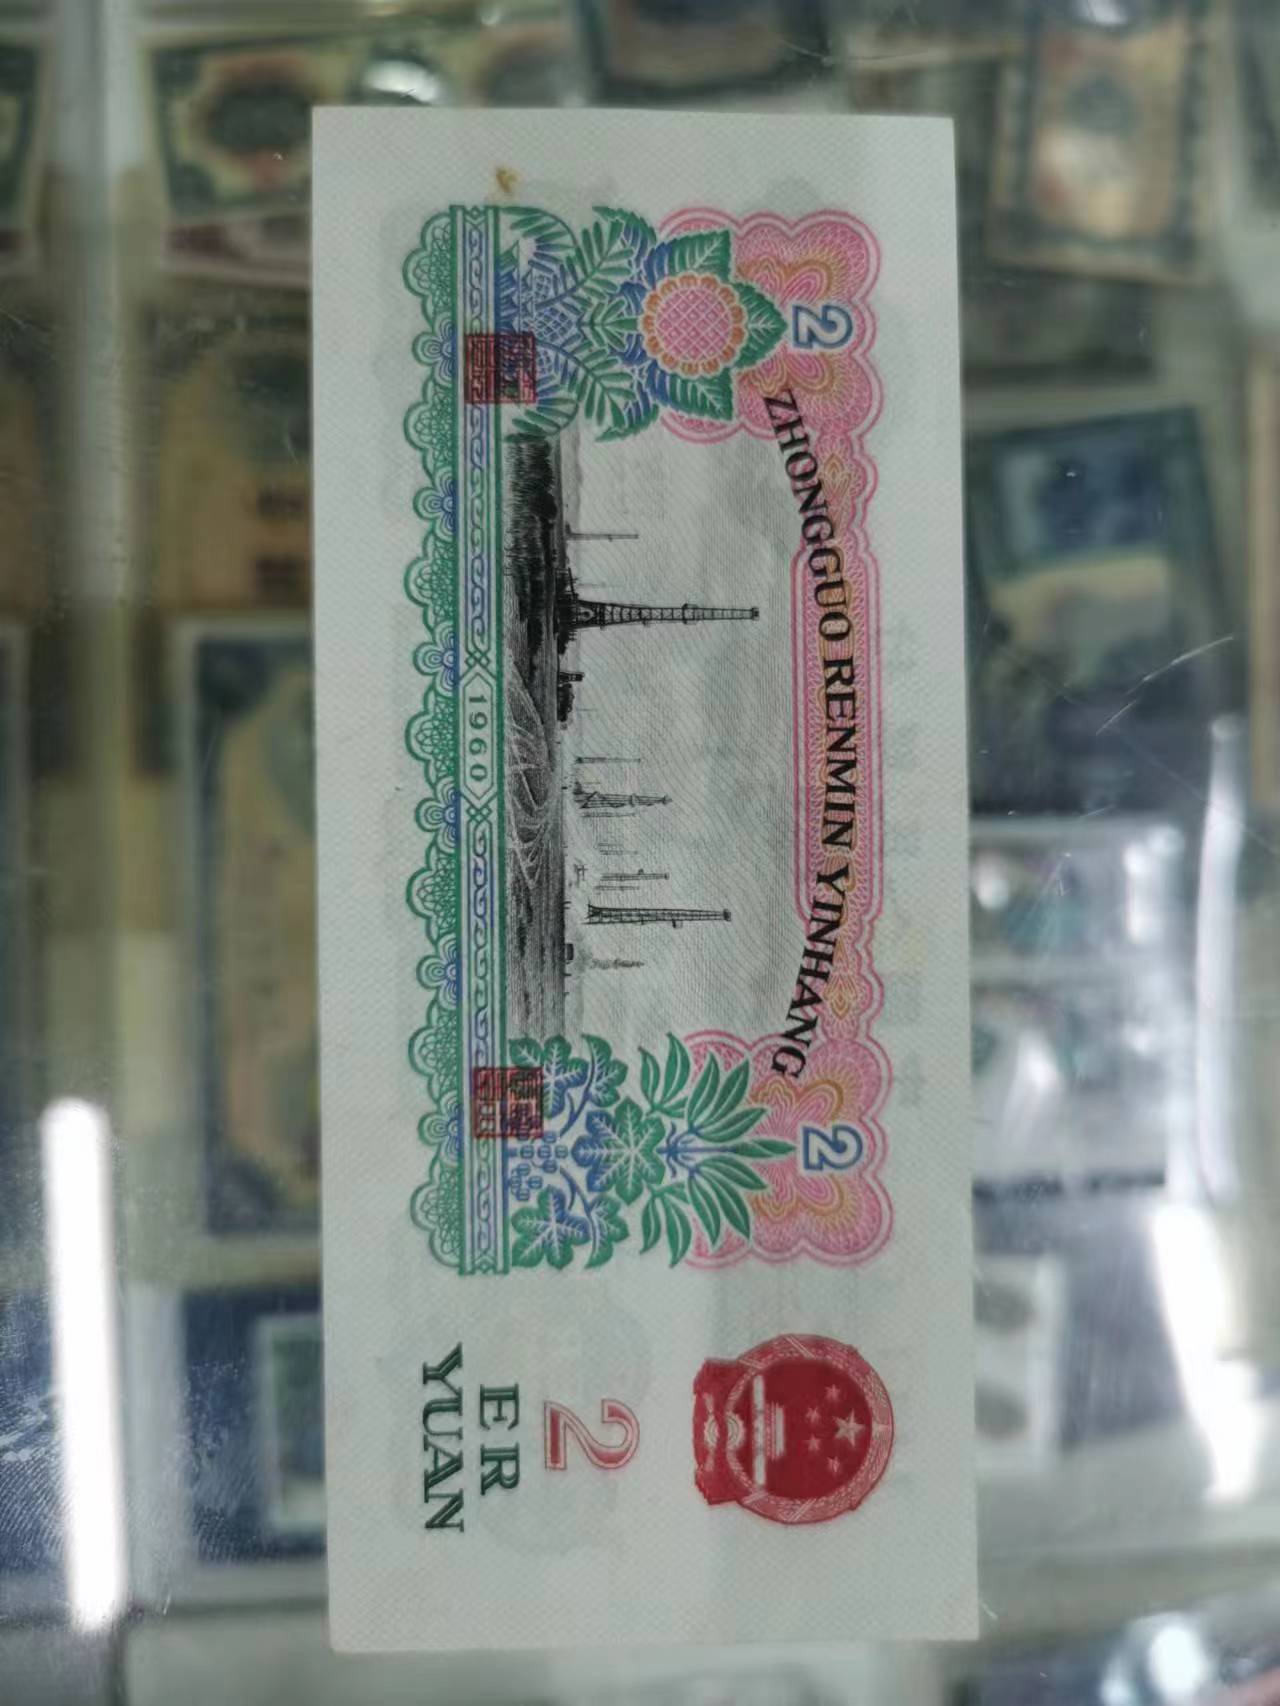 ZHONGGUO RENMIN YINHANG
2
2
1960
2
ER
YUAN